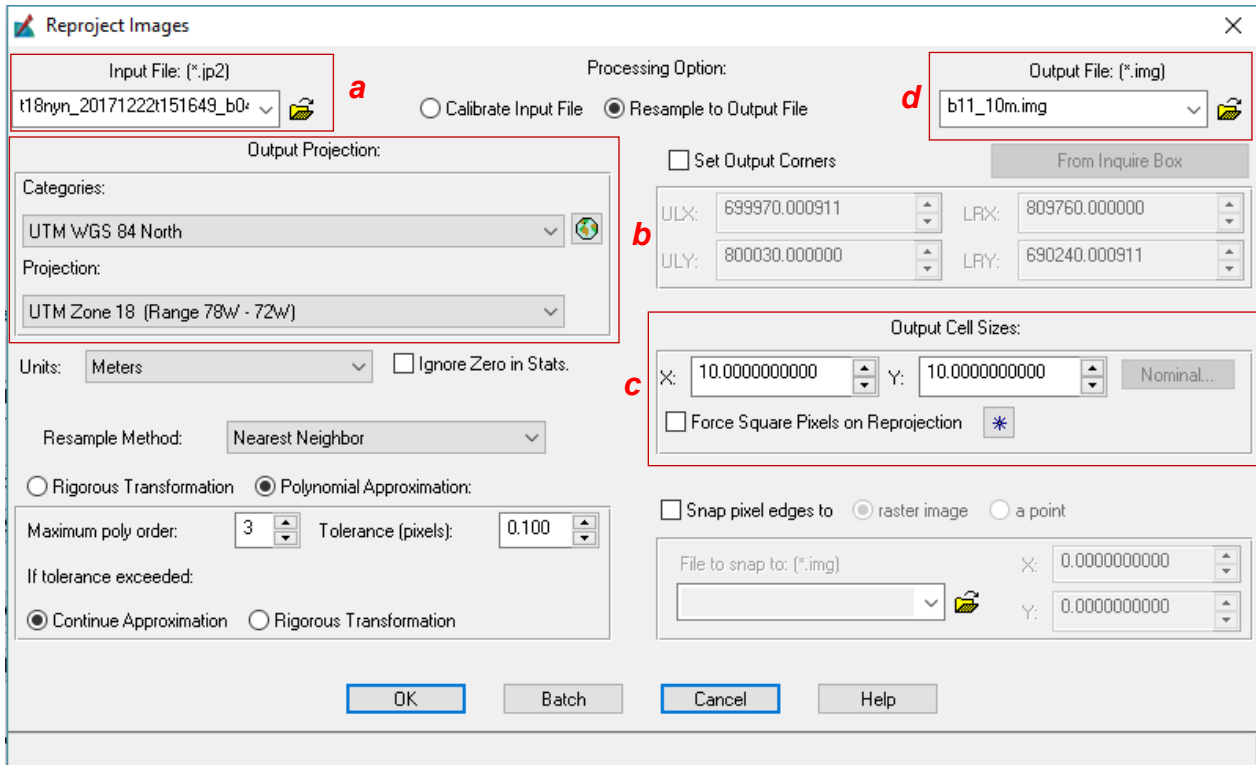 Reproject Images
Input File: (*.jp2)
a
t18nyn_20171222t151649_b04
Processing Option:
Calibrate Input File
Resample to Output File
Output File: (*.img)
d
b11_10m.img
Output Projection:
Categories:
UTM WGS 84 North
Projection:
UTM Zone 18 (Range 78W - 72W)
b
Set Output Corners
From Inquire Box
ULX: 699970.000911 LRX: 809760.000000
ULY: 800030.000000 LRY: 690240.000911
Units: Meters
Ignore Zero in Stats.
c
Output Cell Sizes:
X: 10.0000000000 Y: 10.0000000000 Nominal...
Force Square Pixels on Reprojection
Resample Method: Nearest Neighbor
Rigorous Transformation
Polynomial Approximation:
Maximum poly order: 3 Tolerance (pixels): 0.100
If tolerance exceeded:
Continue Approximation
Rigorous Transformation
Snap pixel edges to
raster image
a point
File to snap to: (*.img)
X: 0.0000000000
Y: 0.0000000000
OK
Batch
Cancel
Help